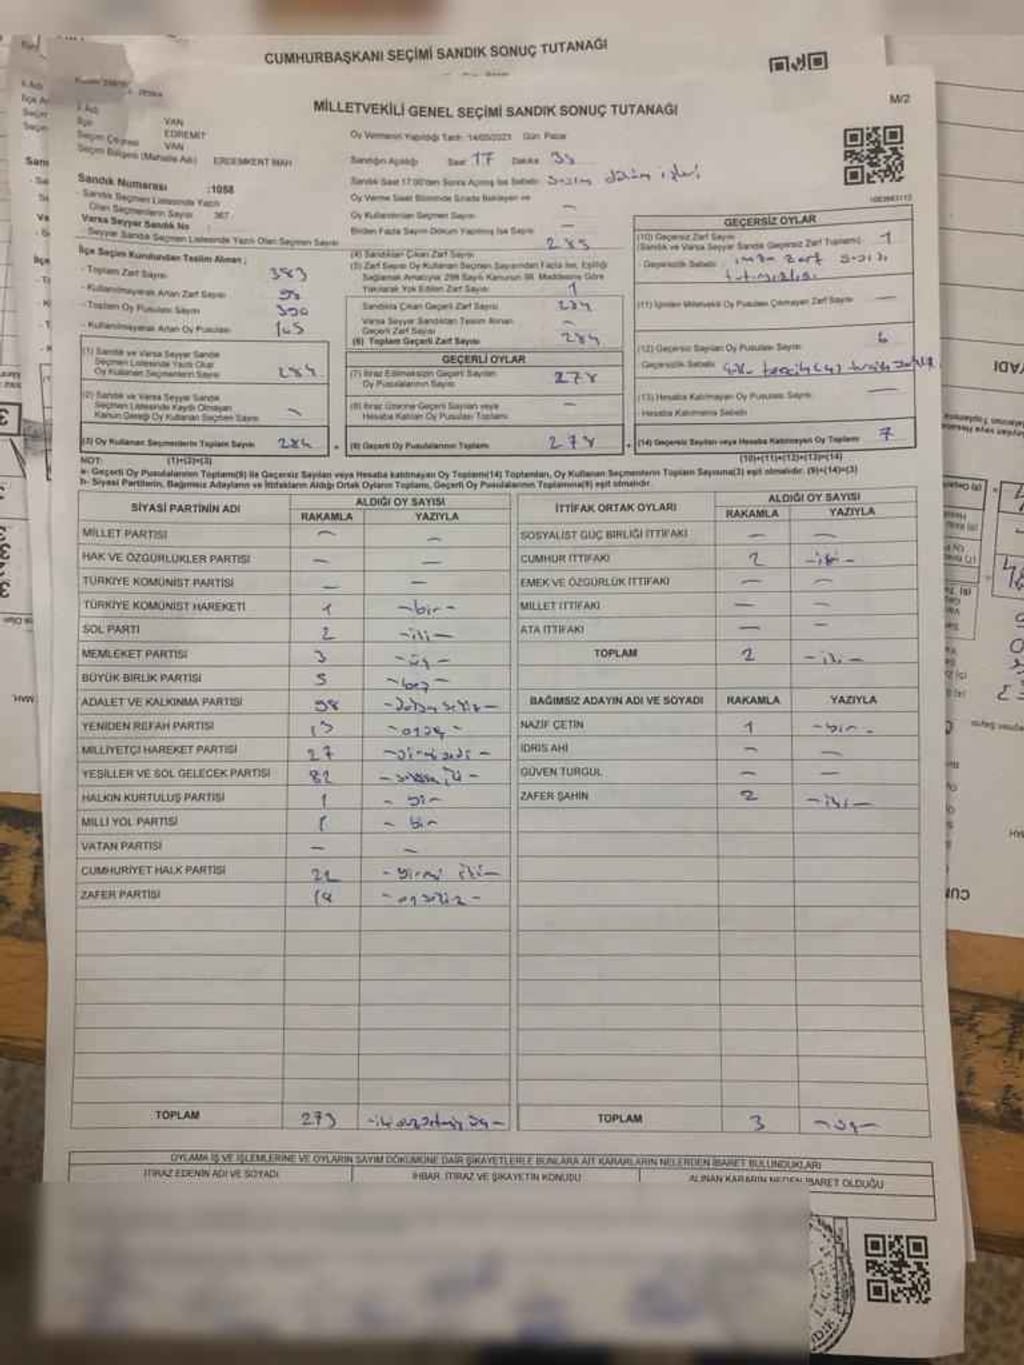 CUMHURBAŞKANI SEÇİMİ SANDIK SONUÇ TUTANAĞI
M/2
MİLLETVEKİLİ GENEL SEÇİMİ SANDIK SONUÇ TUTANAĞI
İlçe VAN
EDREMİT
Seçim Çevresi VAN
Seçim Bölgesi (Mahalle Adı) ERDEMKENT MAH
Sandık Numarası :1058
- Sandık Seçmen Listesinde Yazılı
Olan Seçmenlerin Sayısı 367
Varsa Seyyar Sandık No
Seyyar Sandık Seçmen Listesinde Yazılı Olan Seçmen Sayısı
Oy Vermenin Yapıldığı Tarih 14/05/2023 Gün Pazar
Sandığın Açıldığı Saat 17 Dakika 35
Sandık Saat 17.00'den Sonra Açılmış İse Sebebi
Oy Verme Saati Bitiminde Sırada Bekleyen ve
Oy Kullandırılan Seçmen Sayısı —
Birden Fazla Sayım Döküm Yapılmış İse Sayısı —
İlçe Seçim Kurulundan Teslim Alınan ;
- Toplam Zarf Sayısı 383
- Kullanılmayarak Artan Zarf Sayısı 98
- Toplam Oy Pusulası Sayısı 390
- Kullanılmayarak Artan Oy Pusulası 105
(1) Sandık ve Varsa Seyyar Sandık
Seçmen Listesinde Yazılı Olup
Oy Kullanan Seçmenlerin Sayısı 284
(2) Sandık ve Varsa Seyyar Sandık
Seçmen Listesinde Kayıtlı Olmayan
Kanun Gereği Oy Kullanan Seçmen Sayısı —
(3) Oy Kullanan Seçmenlerin Toplam Sayısı 284
(1)+(2)=(3)
(4) Sandıktan Çıkan Zarf Sayısı 285
(5) Zarf Sayısı Oy Kullanan Seçmen Sayısından Fazla İse, Eşitliği
Sağlamak Amacıyla 298 Sayılı Kanunun 98. Maddesine Göre
Yakılarak Yok Edilen Zarf Sayısı 1
Sandıkta Çıkan Geçerli Zarf Sayısı 284
Varsa Seyyar Sandıktan Teslim Alınan
Geçerli Zarf Sayısı —
(6) Toplam Geçerli Zarf Sayısı 284
GEÇERLİ OYLAR
(7) İtiraz Edilmeksizin Geçerli Sayılan
Oy Pusulalarının Sayısı 278
(8) İtiraz Üzerine Geçerli Sayılan veya
Hesaba Katılan Oy Pusulası Toplamı —
(9) Geçerli Oy Pusulalarının Toplamı 278
GEÇERSİZ OYLAR
(10) Geçersiz Zarf Sayısı
(Sandık ve Varsa Seyyar Sandık Geçersiz Zarf Toplamı) 1
- Geçersizlik Sebebi: imza zarf sayısı
tutmazlısı
(11) İçinden Milletvekili Oy Pusulası Çıkmayan Zarf Sayısı —
(12) Geçersiz Sayılan Oy Pusulası Sayısı 6
(13) Hesaba Katılmayan Oy Pusulası Sayısı —
- Hesaba Katılmama Sebebi
(14) Geçersiz Sayılan veya Hesaba Katılmayan Oy Toplamı 7
(10)+(11)+(12)+(13)=(14)
NOT:
a- Geçerli Oy Pusulalarının Toplamı(9) ile Geçersiz Sayılan veya Hesaba katılmayan Oy Toplamı(14) Toplamları, Oy Kullanan Seçmenlerin Toplam Sayısına(3) eşit olmalıdır. (9)+(14)=(3)
b- Siyasi Partilerin, Bağımsız Adayların ve İttifakların Aldığı Ortak Oyların Toplamı, Geçerli Oy Pusulalarının Toplamına(9) eşit olmalıdır.
SİYASİ PARTİNİN ADI ALDIĞI OY SAYISI
RAKAMLA YAZIYLA
MİLLET PARTİSİ — —
HAK VE ÖZGÜRLÜKLER PARTİSİ — —
TÜRKİYE KOMÜNİST PARTİSİ — —
TÜRKİYE KOMÜNİST HAREKETİ 1 -bir-
SOL PARTİ 2 -iki-
MEMLEKET PARTİSİ 3 -üç-
BÜYÜK BİRLİK PARTİSİ 5 -beş-
ADALET VE KALKINMA PARTİSİ 98 -doksan sekiz-
YENİDEN REFAH PARTİSİ 13 -onüç-
MİLLİYETÇİ HAREKET PARTİSİ 27 -yirmi yedi-
YEŞİLLER VE SOL GELECEK PARTİSİ 82 -seksen iki-
HALKIN KURTULUŞ PARTİSİ 1 -bir-
MİLLİ YOL PARTİSİ 1 -bir-
VATAN PARTİSİ — —
CUMHURİYET HALK PARTİSİ 22 -yirmi iki-
ZAFER PARTİSİ 18 -onsekiz-
TOPLAM 273 -iki yüz yetmiş üç-
İTTİFAK ORTAK OYLARI ALDIĞI OY SAYISI
RAKAMLA YAZIYLA
SOSYALİST GÜÇ BİRLİĞİ İTTİFAKI — —
CUMHUR İTTİFAKI 2 -iki-
EMEK VE ÖZGÜRLÜK İTTİFAKI — —
MİLLET İTTİFAKI — —
ATA İTTİFAKI — —
TOPLAM 2 -iki-
BAĞIMSIZ ADAYIN ADI VE SOYADI RAKAMLA YAZIYLA
NAZİF ÇETİN 1 -bir-
İDRİS AHİ — —
GÜVEN TURGUL — —
ZAFER ŞAHİN 2 -iki-
TOPLAM 3 -üç-
OYLAMA İŞ VE İŞLEMLERİNE VE OYLARIN SAYIM DÖKÜMÜNE DAİR ŞİKAYETLERLE BUNLARA AİT KARARLARIN NELERDEN İBARET BULUNDUKLARI
İTİRAZ EDENİN ADI VE SOYADI İHBAR, İTİRAZ VE ŞİKAYETİN KONUSU ALINAN KARARIN NEDEN İBARET OLDUĞU